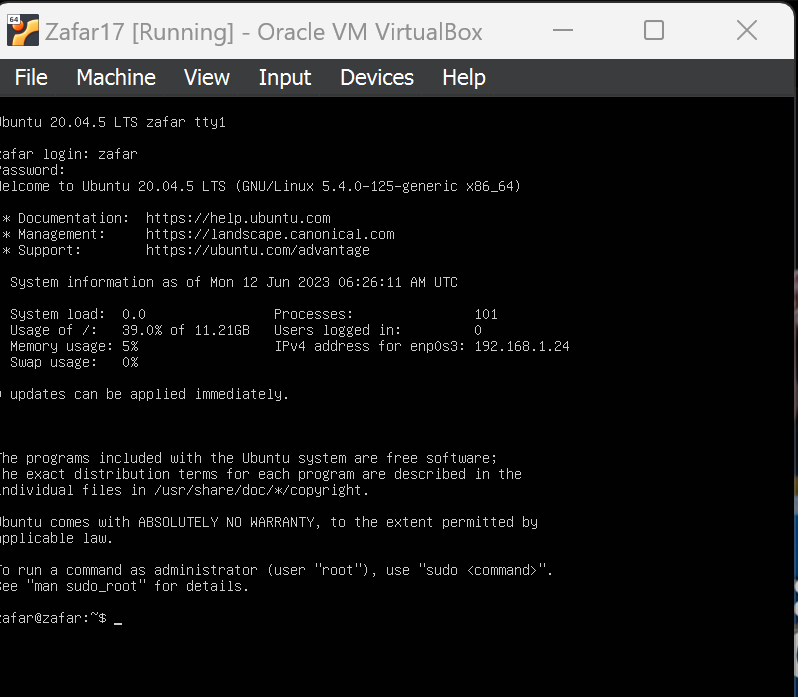 64
Zafar17 [Running] - Oracle VM VirtualBox
File Machine View Input Devices Help
Ubuntu 20.04.5 LTS zafar tty1
zafar login: zafar
Password:
Welcome to Ubuntu 20.04.5 LTS (GNU/Linux 5.4.0-125-generic x86_64)
* Documentation: https://help.ubuntu.com
* Management: https://landscape.canonical.com
* Support: https://ubuntu.com/advantage
System information as of Mon 12 Jun 2023 06:26:11 AM UTC
System load: 0.0 Processes: 101
Usage of /: 39.0% of 11.21GB Users logged in: 0
Memory usage: 5% IPv4 address for enp0s3: 192.168.1.24
Swap usage: 0%
0 updates can be applied immediately.
The programs included with the Ubuntu system are free software;
the exact distribution terms for each program are described in the
individual files in /usr/share/doc/*/copyright.
Ubuntu comes with ABSOLUTELY NO WARRANTY, to the extent permitted by
applicable law.
To run a command as administrator (user "root"), use "sudo <command>".
See "man sudo_root" for details.
zafar@zafar:~$ _